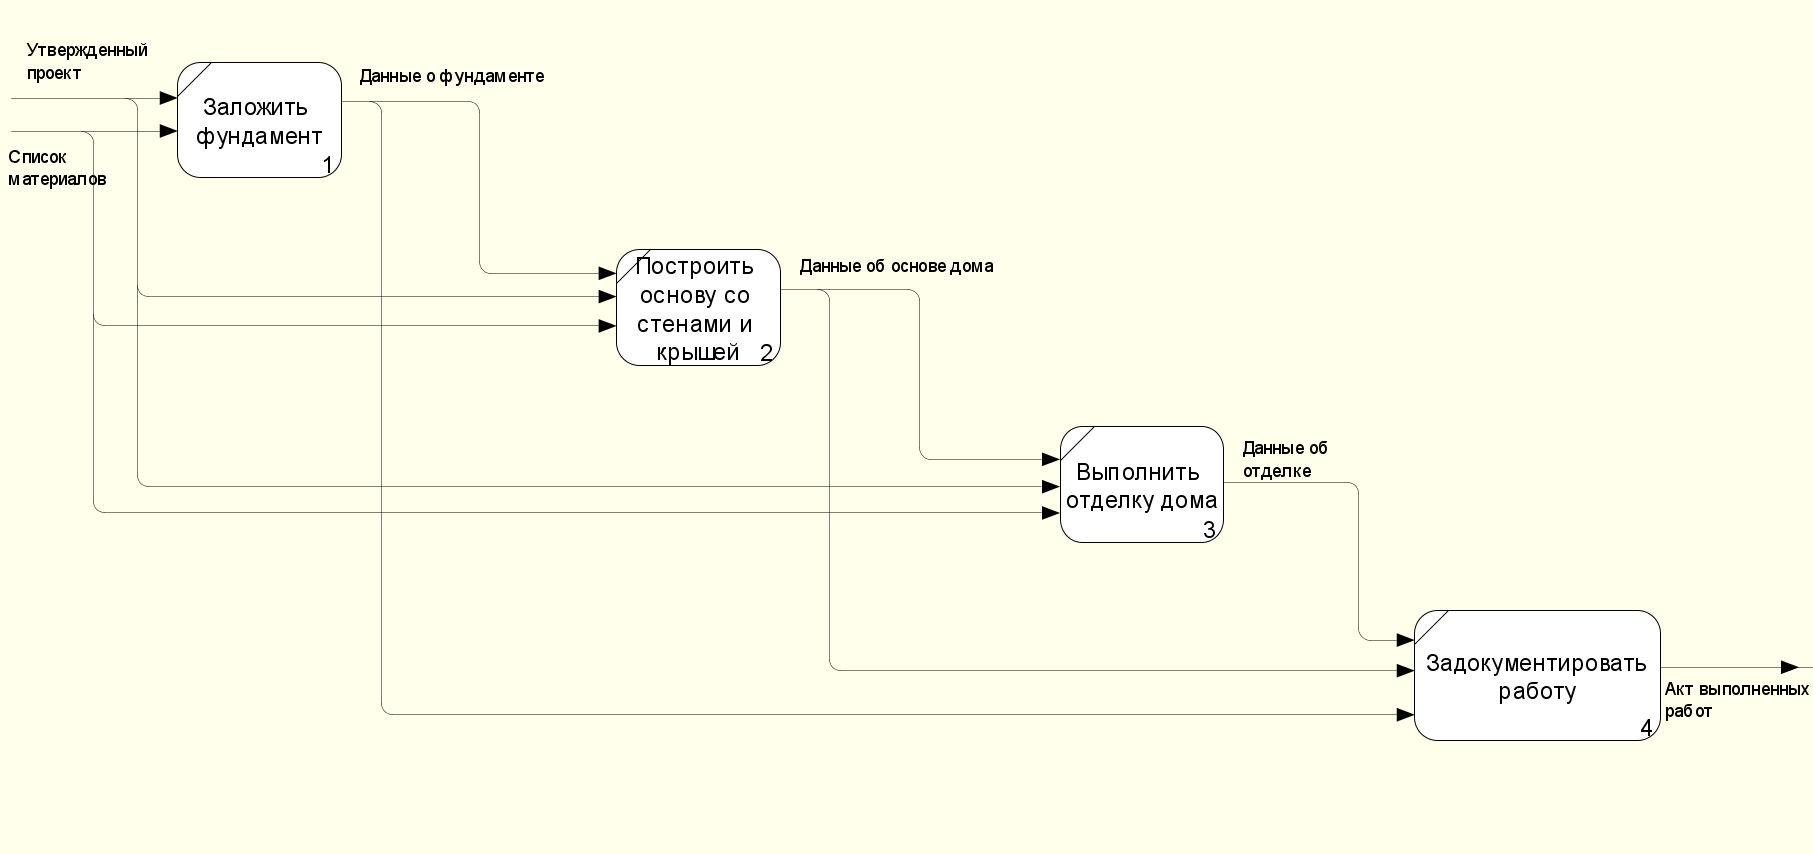 Утвержденный
проект
Список
материалов
Заложить
фундамент
1
Данные о фундаменте
Построить
основу со
стенами и
крышей
2
Данные об основе дома
Выполнить
отделку дома
3
Данные об
отделке
Задокументировать
работу
4
Акт выполненных
работ